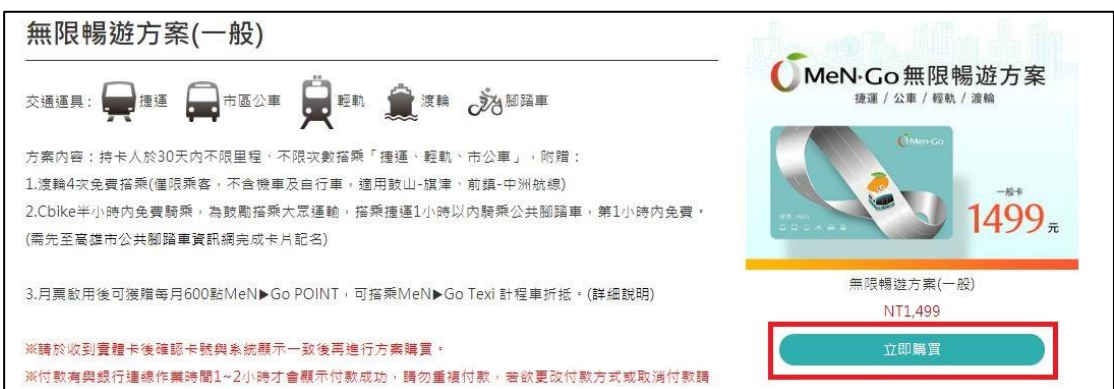 無限暢遊方案(一般)
交通運具: 捷運 市區公車 輕軌 渡輪 腳踏車
方案內容:持卡人於30天內不限里程、不限次數搭乘「捷運、輕軌、市公車」,附贈:
1.渡輪4次免費搭乘(僅限乘客,不含機車及自行車,適用鼓山-旗津、前鎮-中洲航線)
2.Cbike半小時內免費騎乘,為鼓勵搭乘大眾運輸,搭乘捷運1小時以內騎乘公共腳踏車,第1小時內免費。
(需先至高雄市公共腳踏車資訊網完成卡片記名)
3.月票啟用後可獲贈每月600點MeN▶Go POINT,可搭乘MeN▶Go Texi 計程車折抵。(詳細說明)
※請於收到實體卡後確認卡號與系統顯示一致後再進行方案購買。
※付款有與銀行連線作業時間1~2小時才會顯示付款成功,請勿重複付款,若欲更改付款方式或取消付款請
MeN·Go無限暢遊方案
捷運 / 公車 / 輕軌 / 渡輪
Men·Go
一般卡
1499元
無限暢遊方案(一般)
NT1,499
立即購買